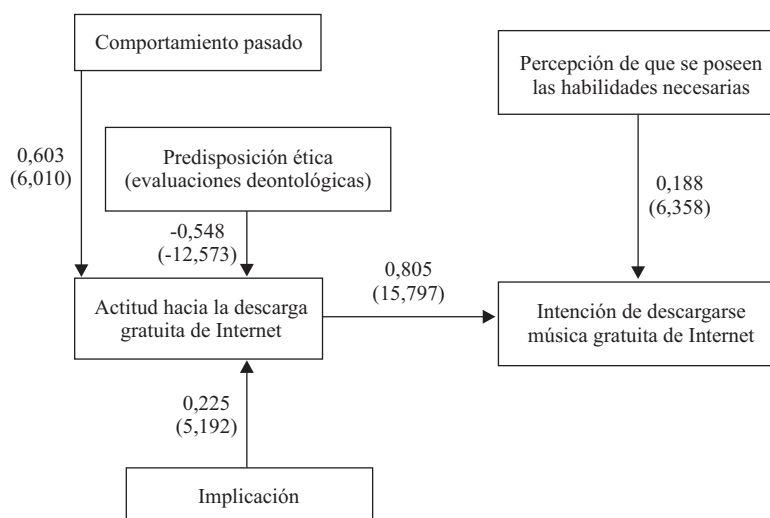 Comportamiento pasado
Percepción de que se poseen
las habilidades necesarias
0,603
(6,010)
Predisposición ética
(evaluaciones deontológicas)
0,188
(6,358)
-0,548
(-12,573)
0,805
(15,797)
Actitud hacia la descarga
gratuita de Internet
Intención de descargarse
música gratuita de Internet
0,225
(5,192)
Implicación